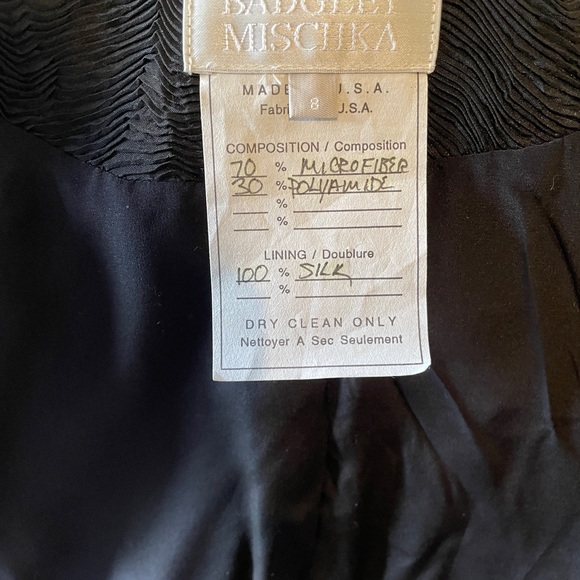 BADGLEY
MISCHKA
8
MADE U.S.A.
Fabri U.S.A.
COMPOSITION / Composition
70 % MICROFIBER
30 % POLYAMIDE
%
%
LINING / Doublure
100 % SILK
%
DRY CLEAN ONLY
Nettoyer A Sec Seulement